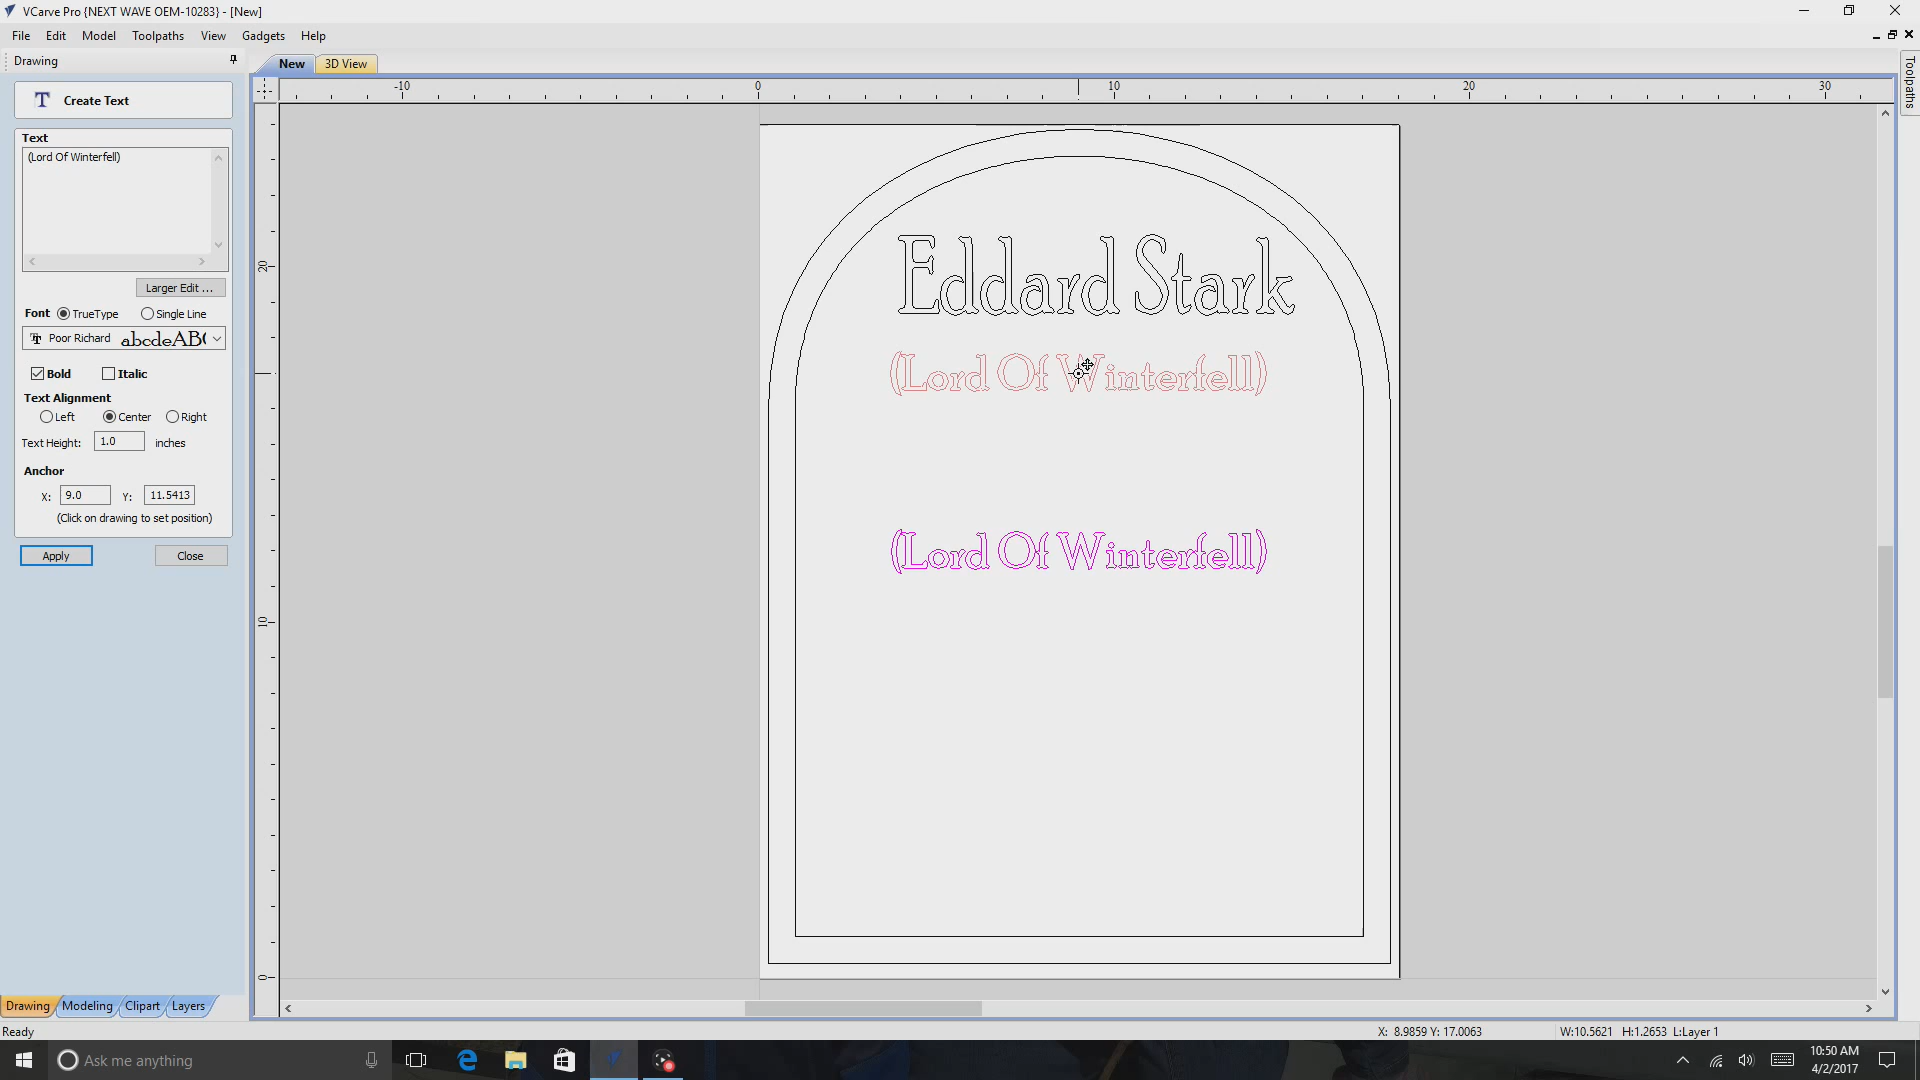 VCarve Pro {NEXT WAVE OEM-10283} - [New]
File Edit Model Toolpaths View Gadgets Help
Drawing
New 3D View
Toolpaths
Create Text
Text
(Lord Of Winterfell)
Larger Edit ...
Font TrueType Single Line
Poor Richard abcdeABC
Bold Italic
Text Alignment
Left Center Right
Text Height: 1.0 inches
Anchor
X: 9.0 Y: 11.5413
(Click on drawing to set position)
Apply Close
-10 0 10 20 30
20
10
0
Eddard Stark
(Lord Of Winterfell)
(Lord Of Winterfell)
Drawing Modeling Clipart Layers
Ready
X: 8.9859 Y: 17.0063 W:10.5621 H:1.2653 L:Layer 1
Ask me anything
10:50 AM
4/2/2017